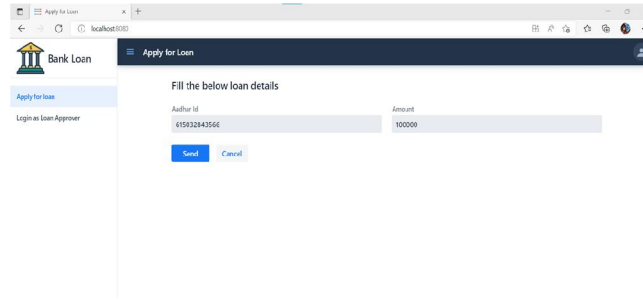 Apply for Loan
localhost:8080
Bank Loan
Apply for Loan
Apply for loan
Login as Loan Approver
Fill the below loan details
Aadhar Id
Amount
615032843566
100000
Send
Cancel